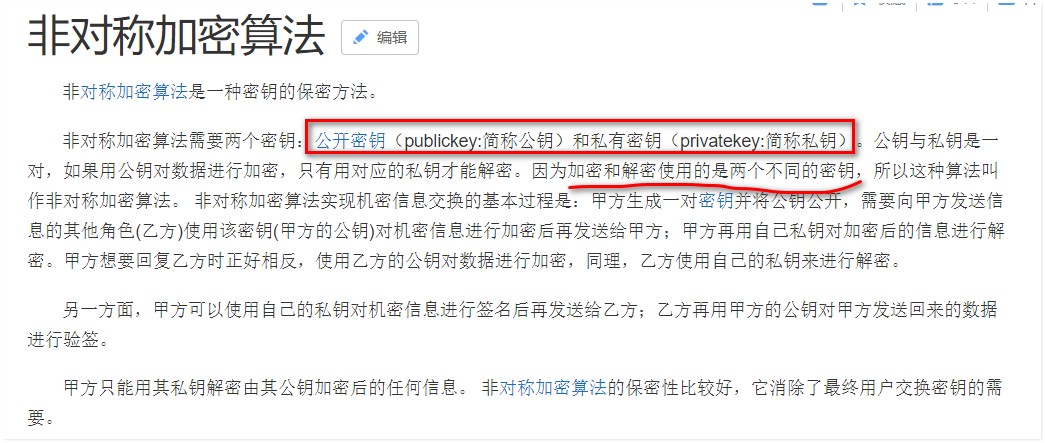 非对称加密算法 编辑
非对称加密算法是一种密钥的保密方法。
非对称加密算法需要两个密钥：公开密钥（publickey:简称公钥）和私有密钥（privatekey:简称私钥）。公钥与私钥是一
对，如果用公钥对数据进行加密，只有用对应的私钥才能解密。因为加密和解密使用的是两个不同的密钥，所以这种算法叫
作非对称加密算法。 非对称加密算法实现机密信息交换的基本过程是：甲方生成一对密钥并将公钥公开，需要向甲方发送信
息的其他角色(乙方)使用该密钥(甲方的公钥)对机密信息进行加密后再发送给甲方；甲方再用自己私钥对加密后的信息进行解
密。甲方想要回复乙方时正好相反，使用乙方的公钥对数据进行加密，同理，乙方使用自己的私钥来进行解密。
另一方面，甲方可以使用自己的私钥对机密信息进行签名后再发送给乙方；乙方再用甲方的公钥对甲方发送回来的数据
进行验签。
甲方只能用其私钥解密由其公钥加密后的任何信息。 非对称加密算法的保密性比较好，它消除了最终用户交换密钥的需
要。